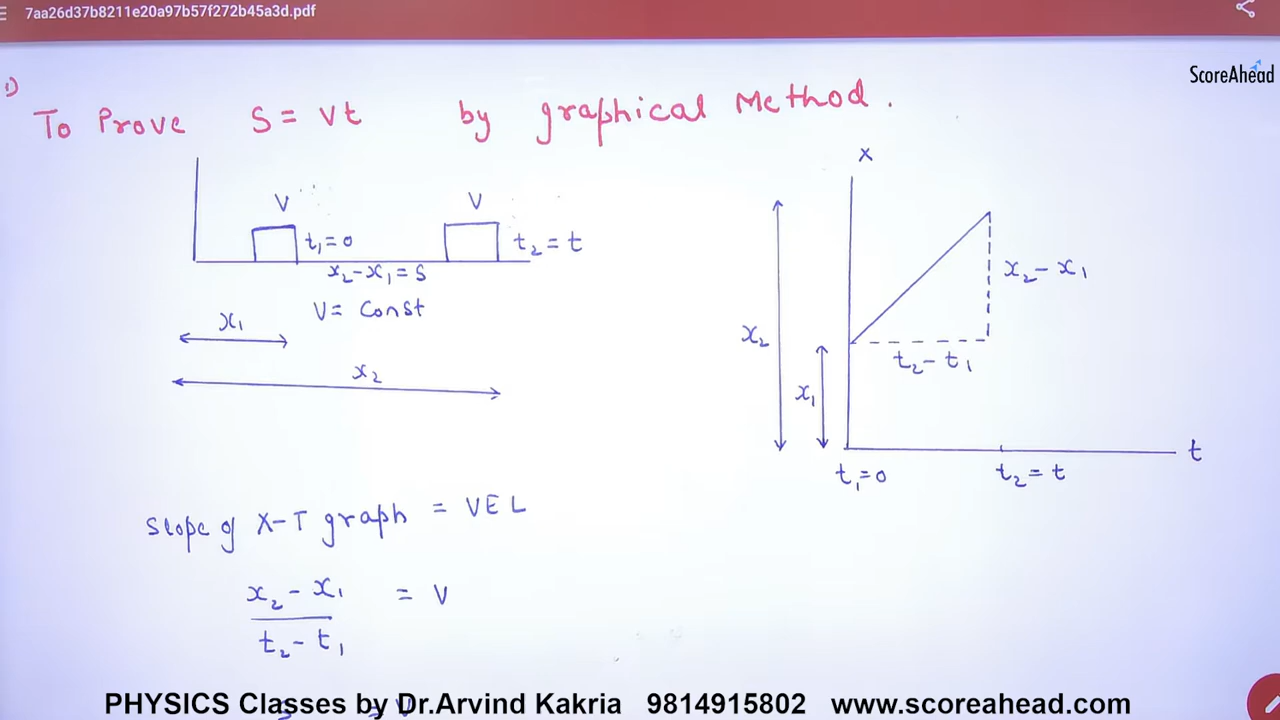 7aa26d37b8211e20a97b57f272b45a3d.pdf
ScoreAhead
1)
To Prove S = vt by graphical Method.
x
V V
t₁=0 t₂ = t
x₂-x₁ = S
V = Const
x₁
x₂
x₂ - x₁
x₂
t₂ - t₁
x₁
t
t₁=0 t₂ = t
Slope of X-T graph = VEL
x₂ - x₁ = V
t₂ - t₁
PHYSICS Classes by Dr.Arvind Kakria 9814915802 www.scoreahead.com